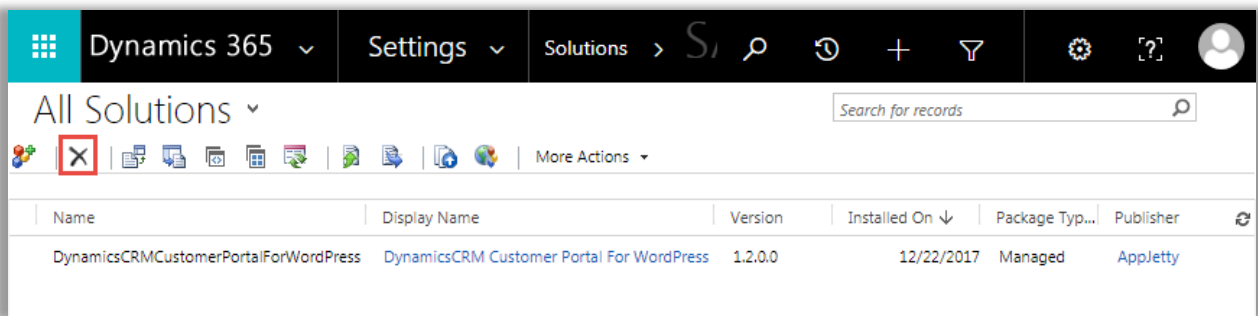 Dynamics 365 Settings Solutions > SA [?]
All Solutions Search for records
More Actions
Name Display Name Version Installed On Package Typ... Publisher
DynamicsCRMCustomerPortalForWordPress DynamicsCRM Customer Portal For WordPress 1.2.0.0 12/22/2017 Managed AppJetty